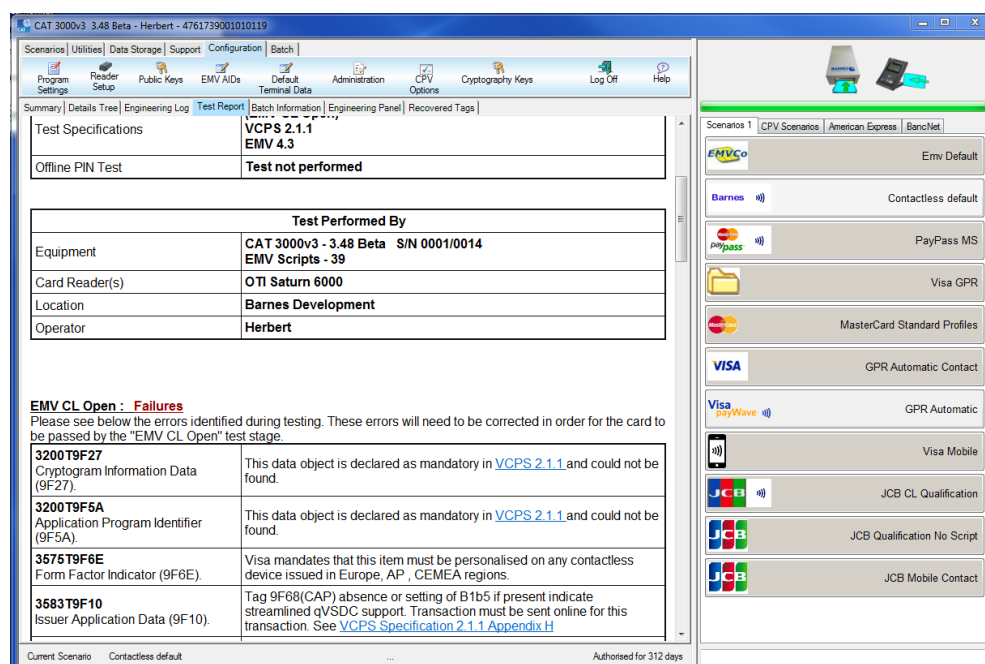 CAT 3000v3 3.48 Beta - Herbert - 4761739001010119
Scenarios Utilities Data Storage Support Configuration Batch
Program Settings
Reader Setup
Public Keys
EMV AIDs
Default Terminal Data
Administration
CPV Options
Cryptography Keys
Log Off
Help
Summary Details Tree Engineering Log Test Report Batch Information Engineering Panel Recovered Tags
(EMV CL Open)
Test Specifications
VCPS 2.1.1
EMV 4.3
Offline PIN Test
Test not performed
Test Performed By
Equipment
CAT 3000v3 - 3.48 Beta S/N 0001/0014
EMV Scripts - 39
Card Reader(s)
OTI Saturn 6000
Location
Barnes Development
Operator
Herbert
EMV CL Open : Failures
Please see below the errors identified during testing. These errors will need to be corrected in order for the card to
be passed by the "EMV CL Open" test stage.
3200T9F27
Cryptogram Information Data
(9F27).
This data object is declared as mandatory in VCPS 2.1.1 and could not be
found.
3200T9F5A
Application Program Identifier
(9F5A).
This data object is declared as mandatory in VCPS 2.1.1 and could not be
found.
3575T9F6E
Form Factor Indicator (9F6E).
Visa mandates that this item must be personalised on any contactless
device issued in Europe, AP , CEMEA regions.
3583T9F10
Issuer Application Data (9F10).
Tag 9F68(CAP) absence or setting of B1b5 if present indicate
streamlined qVSDC support. Transaction must be sent online for this
transaction. See VCPS Specification 2.1.1 Appendix H
Current Scenario Contactless default ... Authorised for 312 days
Scenarios 1 CPV Scenarios American Express BancNet
EMVCo Emv Default
Barnes Contactless default
PayPass PayPass MS
Visa GPR
MasterCard MasterCard Standard Profiles
VISA GPR Automatic Contact
Visa payWave GPR Automatic
Visa Mobile
JCB JCB CL Qualification
JCB JCB Qualification No Script
JCB JCB Mobile Contact